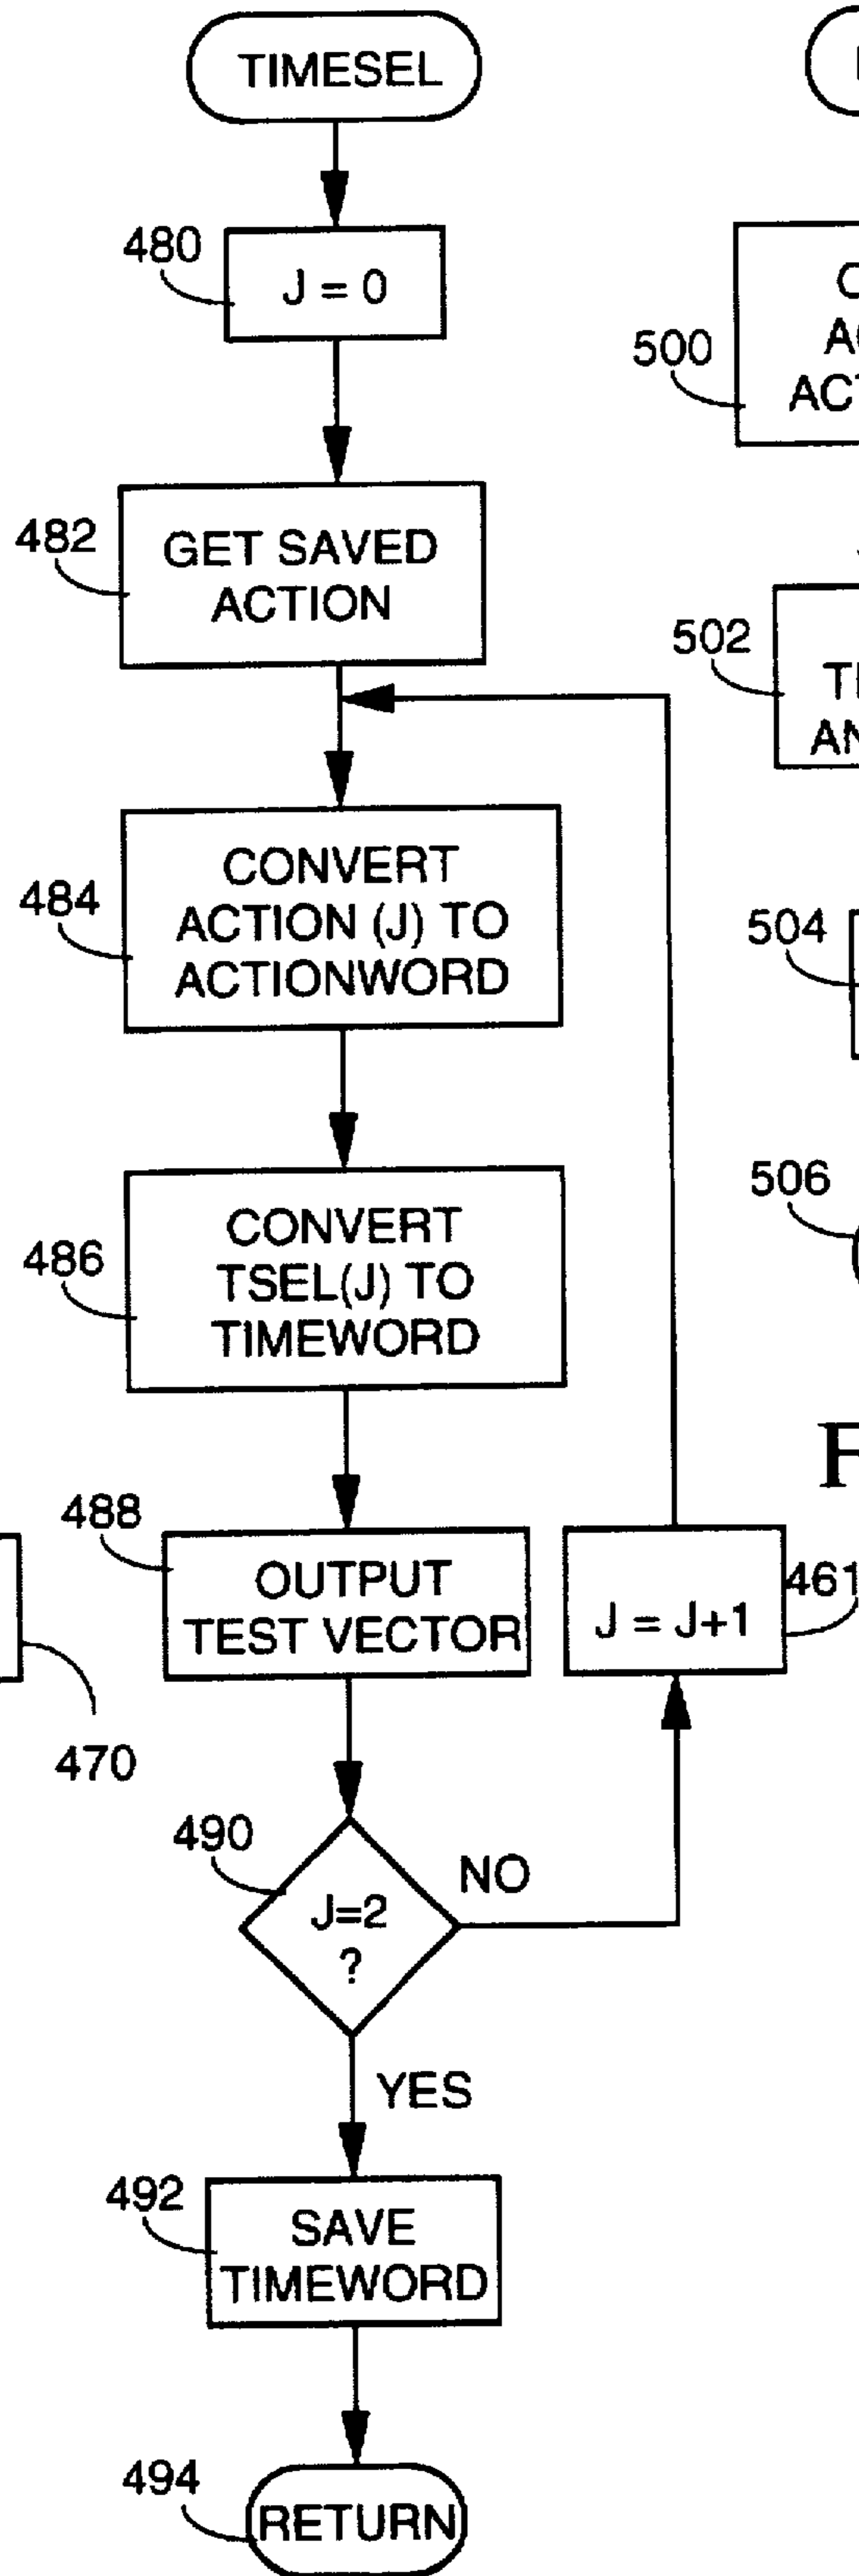 TIMESEL
480
J = 0
482
GET SAVED
ACTION
484
CONVERT
ACTION (J) TO
ACTIONWORD
486
CONVERT
TSEL(J) TO
TIMEWORD
488
OUTPUT
TEST VECTOR
J = J+1
461
470
490
J=2
?
NO
YES
492
SAVE
TIMEWORD
494
RETURN
500
502
504
506